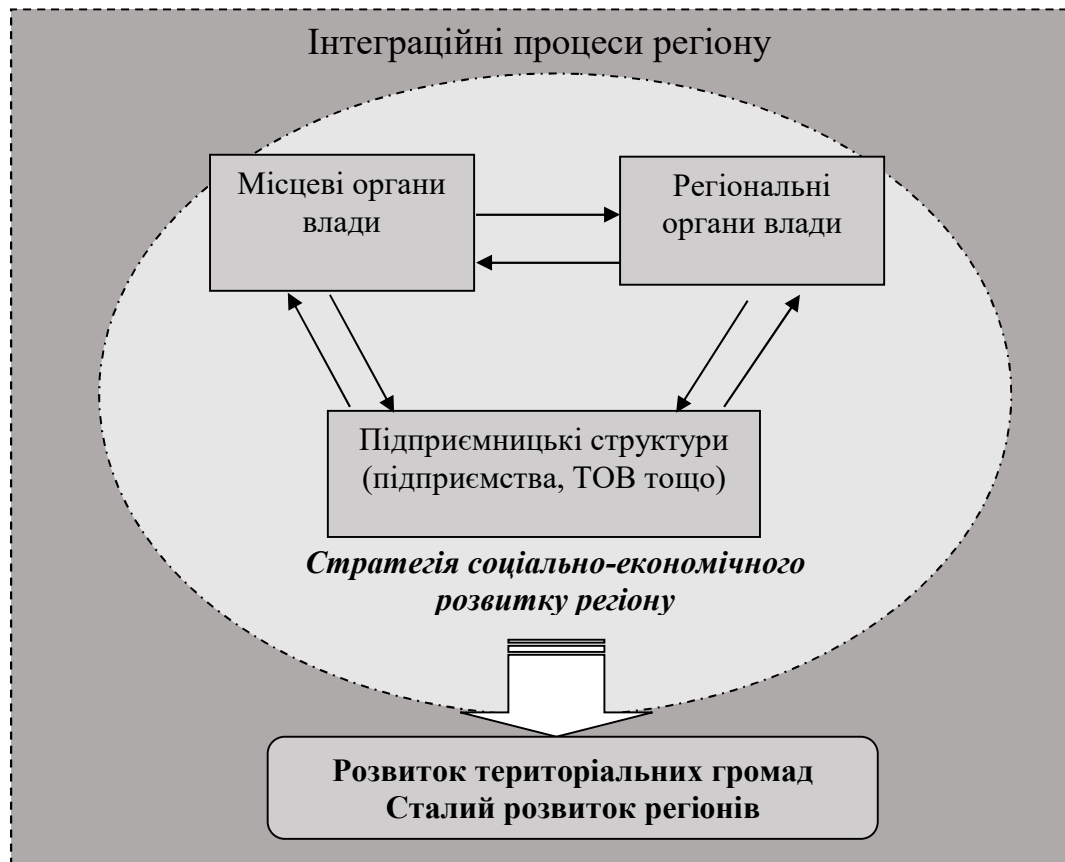 Інтеграційні процеси регіону
Місцеві органи
влади
Регіональні
органи влади
Підприємницькі структури
(підприємства, ТОВ тощо)
Стратегія соціально-економічного
розвитку регіону
Розвиток територіальних громад
Сталий розвиток регіонів